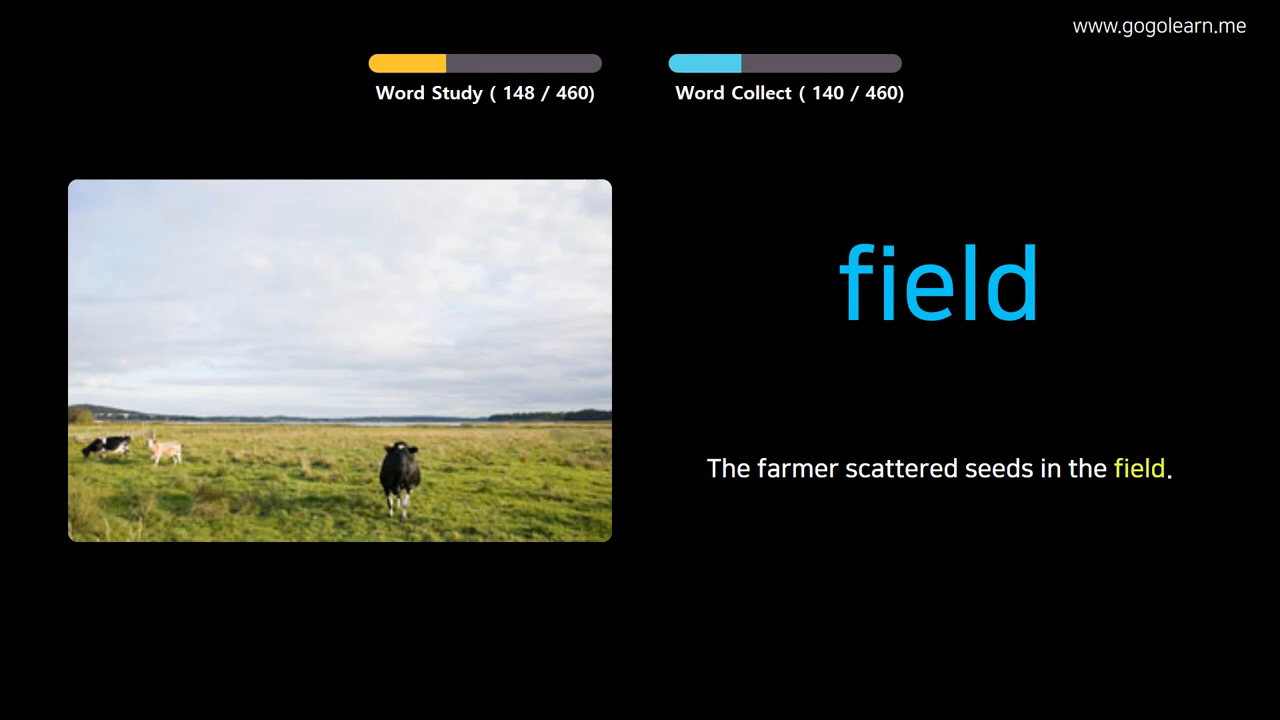 www.gogolearn.me
Word Study ( 148 / 460)
Word Collect ( 140 / 460)
field
The farmer scattered seeds in the field.